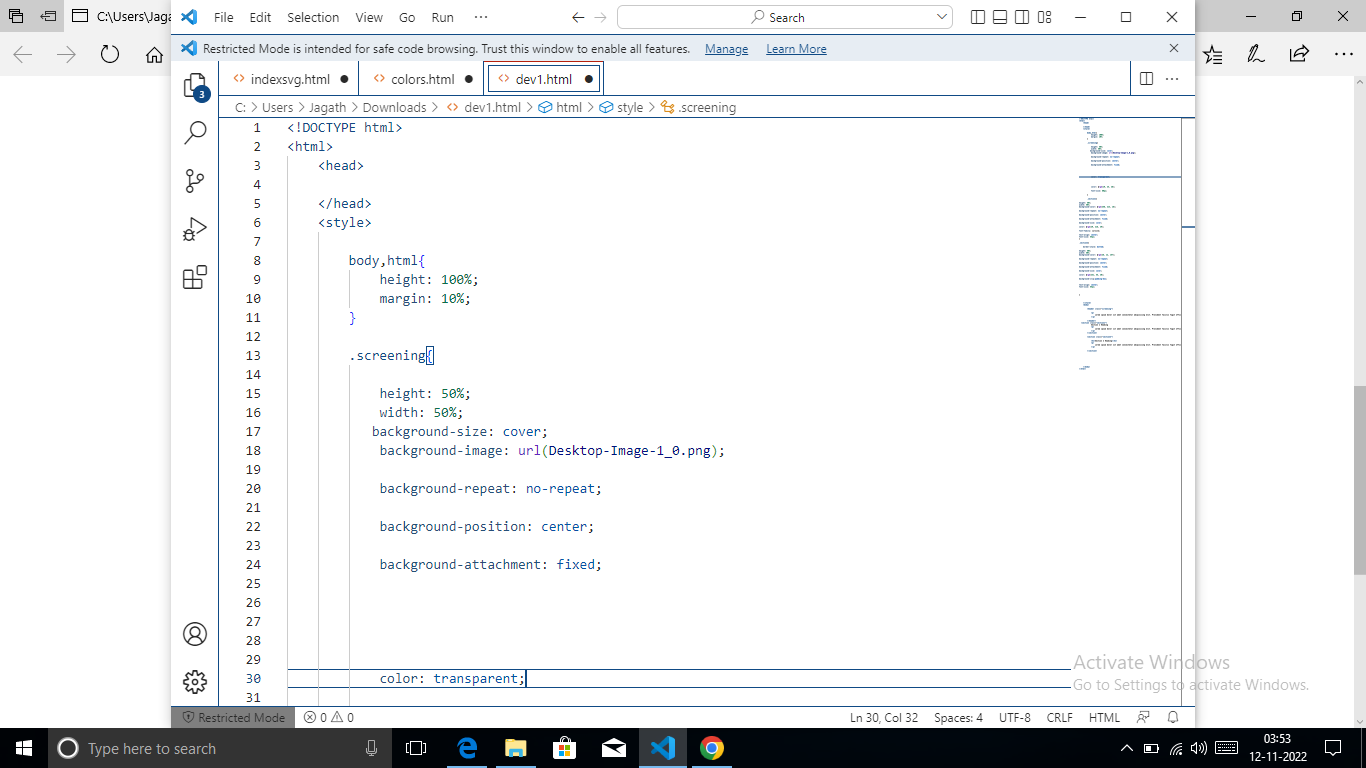 C:\Users\Jaga
File Edit Selection View Go Run ··· Search
Restricted Mode is intended for safe code browsing. Trust this window to enable all features. Manage Learn More
indexsvg.html colors.html dev1.html
C: > Users > Jagath > Downloads > dev1.html > html > style > .screening
3
1 <!DOCTYPE html>
2 <html>
3 <head>
4
5 </head>
6 <style>
7
8 body,html{
9 height: 100%;
10 margin: 10%;
11 }
12
13 .screening{
14
15 height: 50%;
16 width: 50%;
17 background-size: cover;
18 background-image: url(Desktop-Image-1_0.png);
19
20 background-repeat: no-repeat;
21
22 background-position: center;
23
24 background-attachment: fixed;
25
26
27
28
29
30 color: transparent;
31
Activate Windows
Go to Settings to activate Windows.
Restricted Mode 0 0 Ln 30, Col 32 Spaces: 4 UTF-8 CRLF HTML
Type here to search
03:53
12-11-2022